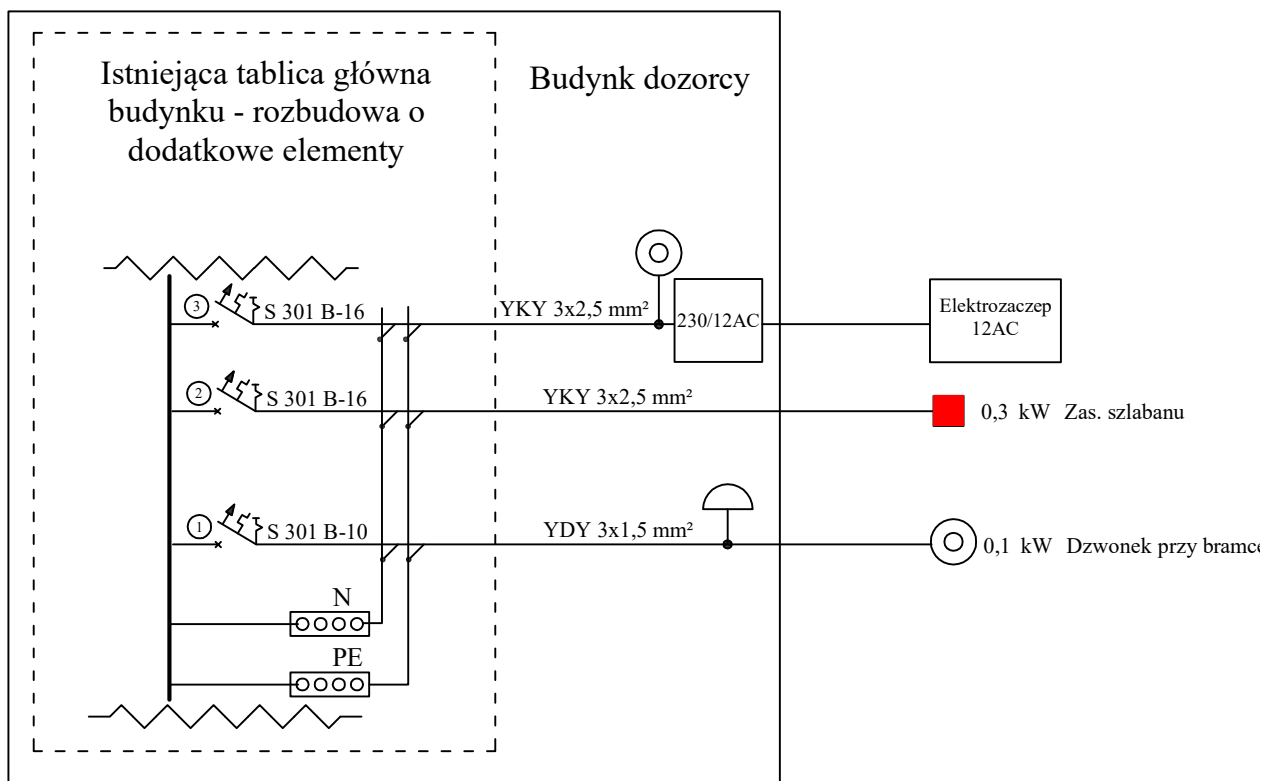 Istniejąca tablica główna
budynku - rozbudowa o
dodatkowe elementy
Budynk dozorcy
3
S 301 B-16
YKY 3x2,5 mm²
230/12AC
Elektrozaczep
12AC
2
S 301 B-16
YKY 3x2,5 mm²
0,3 kW Zas. szlabanu
1
S 301 B-10
YDY 3x1,5 mm²
0,1 kW Dzwonek przy bramce
N
PE